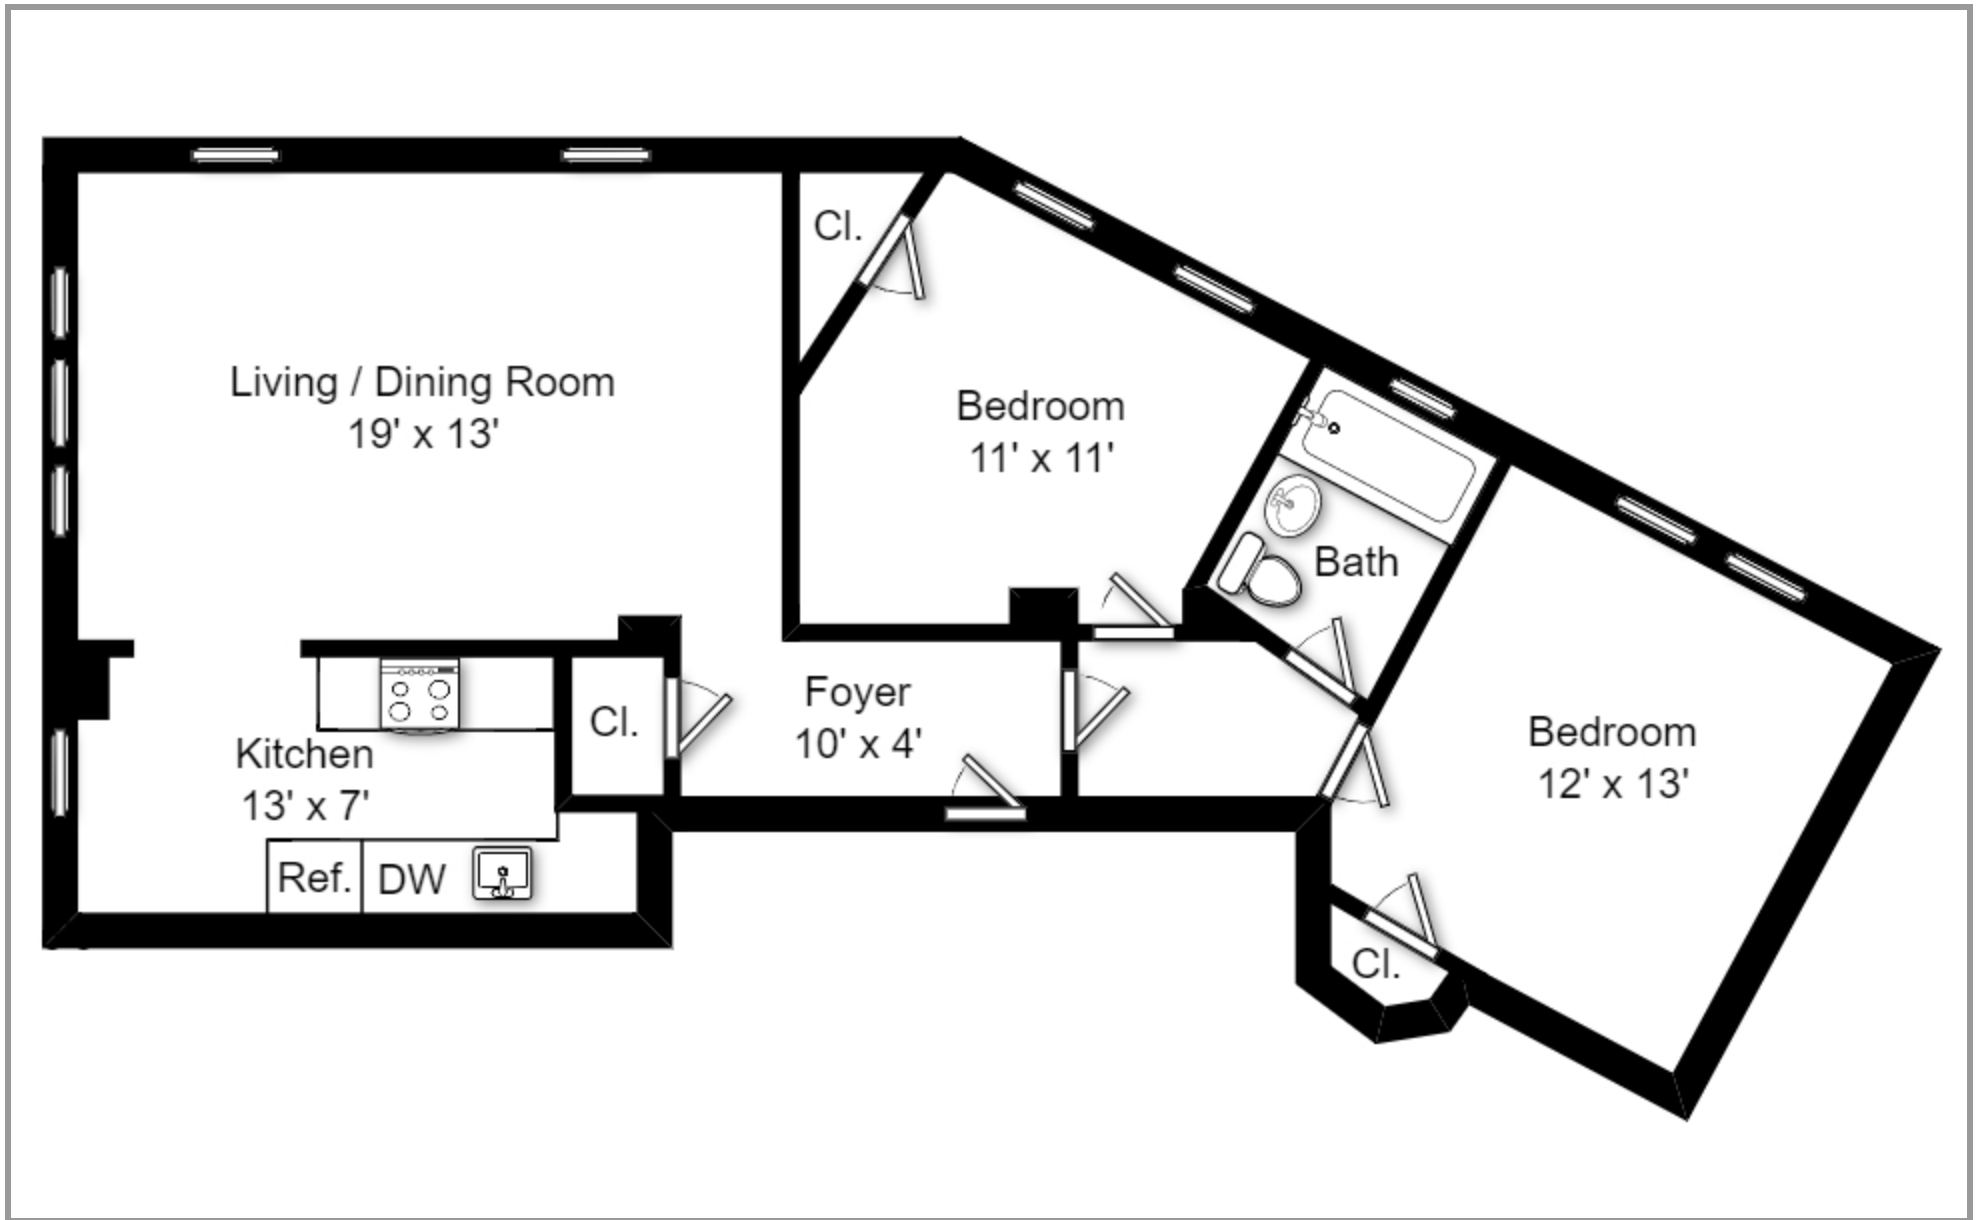 Cl.
Living / Dining Room
19' x 13'
Bedroom
11' x 11'
Bath
Foyer
10' x 4'
Cl.
Kitchen
13' x 7'
Ref.
DW
Bedroom
12' x 13'
Cl.